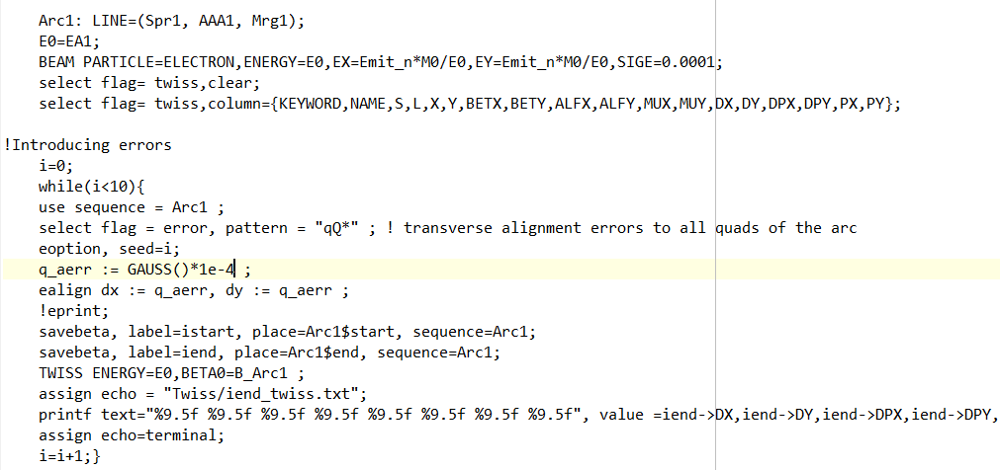 Arc1: LINE=(Spr1, AAA1, Mrg1);
E0=EA1;
BEAM PARTICLE=ELECTRON,ENERGY=E0,EX=Emit_n*M0/E0,EY=Emit_n*M0/E0,SIGE=0.0001;
select flag= twiss,clear;
select flag= twiss,column={KEYWORD,NAME,S,L,X,Y,BETX,BETY,ALFX,ALFY,MUX,MUY,DX,DY,DPX,DPY,PX,PY};
!Introducing errors
i=0;
while(i<10){
use sequence = Arc1 ;
select flag = error, pattern = "qQ*" ; ! transverse alignment errors to all quads of the arc
eoption, seed=i;
q_aerr := GAUSS()*1e-4 ;
ealign dx := q_aerr, dy := q_aerr ;
!eprint;
savebeta, label=istart, place=Arc1$start, sequence=Arc1;
savebeta, label=iend, place=Arc1$end, sequence=Arc1;
TWISS ENERGY=E0,BETA0=B_Arc1 ;
assign echo = "Twiss/iend_twiss.txt";
printf text="%9.5f %9.5f %9.5f %9.5f %9.5f %9.5f %9.5f %9.5f", value =iend->DX,iend->DY,iend->DPX,iend->DPY,
assign echo=terminal;
i=i+1;}